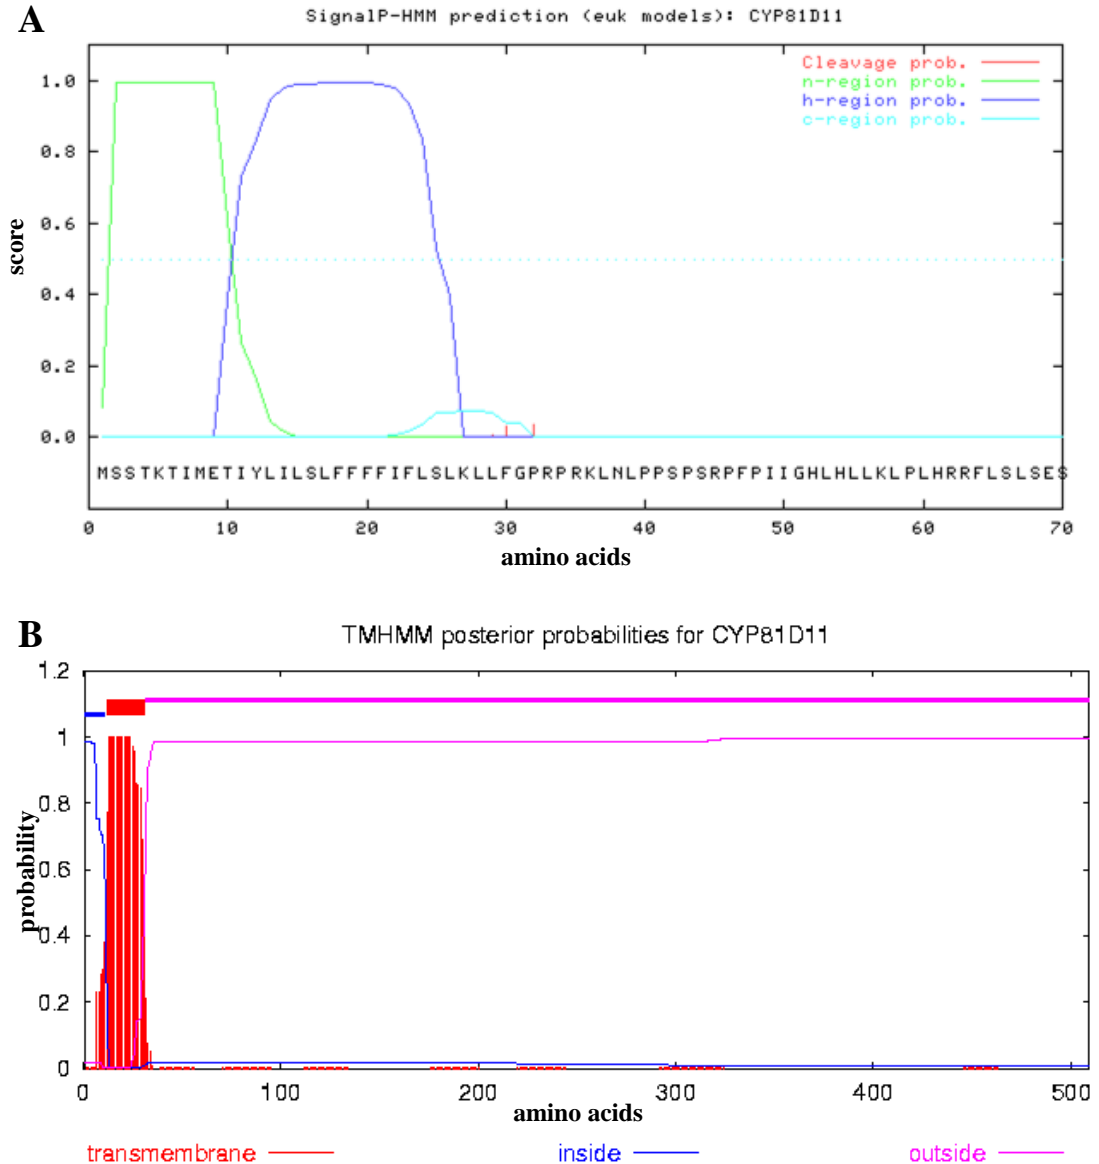 A
SignalP-HMM prediction (euk models): CYP81D11
Cleavage prob.
n-region prob.
h-region prob.
c-region prob.
1.0
0.8
0.6
0.4
0.2
0.0
score
MSSTKTIMETIYLILSLFFFFIFLSLKLLFGPRPRKLNLPPSPSRPFPIIGHLHLLKLPLHRRFLSLSES
0 10 20 30 40 50 60 70
amino acids
B
TMHMM posterior probabilities for CYP81D11
1.2
1
0.8
0.6
0.4
0.2
0
probability
0 100 200 300 400 500
amino acids
transmembrane inside outside